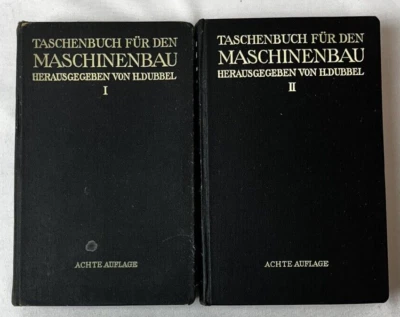 TASCHENBUCH FÜR DEN
MASCHINENBAU
HERAUSGEGEBEN VON H.DUBBEL
I
ACHTE AUFLAGE
TASCHENBUCH FÜR DEN
MASCHINENBAU
HERAUSGEGEBEN VON H.DUBBEL
II
ACHTE AUFLAGE